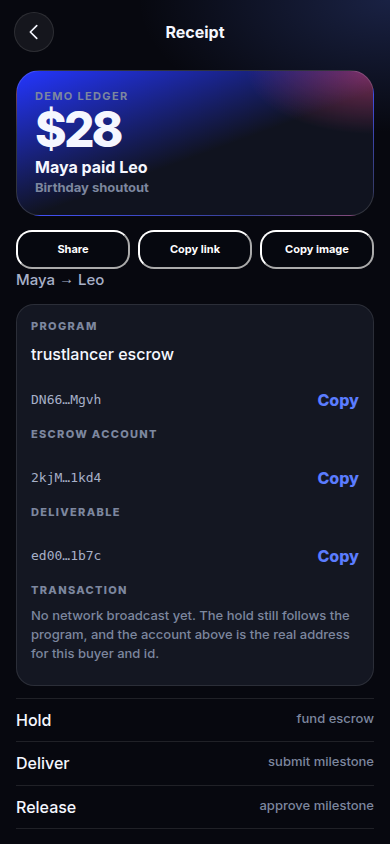 Receipt
DEMO LEDGER
$28
Maya paid Leo
Birthday shoutout
Share
Copy link
Copy image
Maya → Leo
PROGRAM
trustlancer escrow
DN66…Mgvh
Copy
ESCROW ACCOUNT
2kjM…1kd4
Copy
DELIVERABLE
ed00…1b7c
Copy
TRANSACTION
No network broadcast yet. The hold still follows the
program, and the account above is the real address
for this buyer and id.
Hold
fund escrow
Deliver
submit milestone
Release
approve milestone